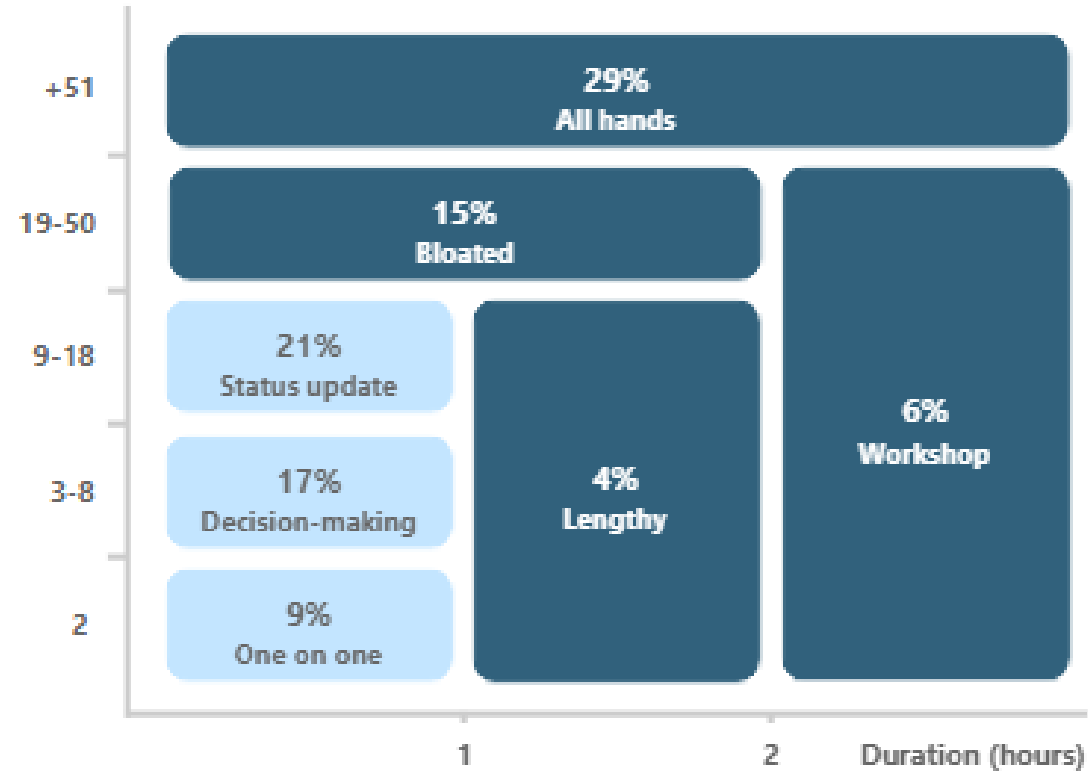 +51
29%
All hands
19-50
15%
Bloated
9-18
21%
Status update
6%
Workshop
3-8
17%
Decision-making
4%
Lengthy
2
9%
One on one
1
2
Duration (hours)